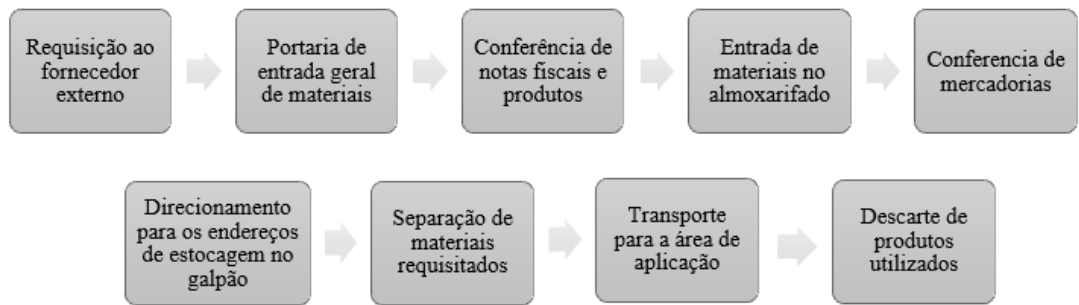 Requisição ao
fornecedor
externo
Portaria de
entrada geral
de materiais
Conferência de
notas fiscais e
produtos
Entrada de
materiais no
almoxarifado
Conferencia de
mercadorias
Direcionamento
para os endereços
de estocagem no
galpão
Separação de
materiais
requisitados
Transporte
para a área de
aplicação
Descarte de
produtos
utilizados